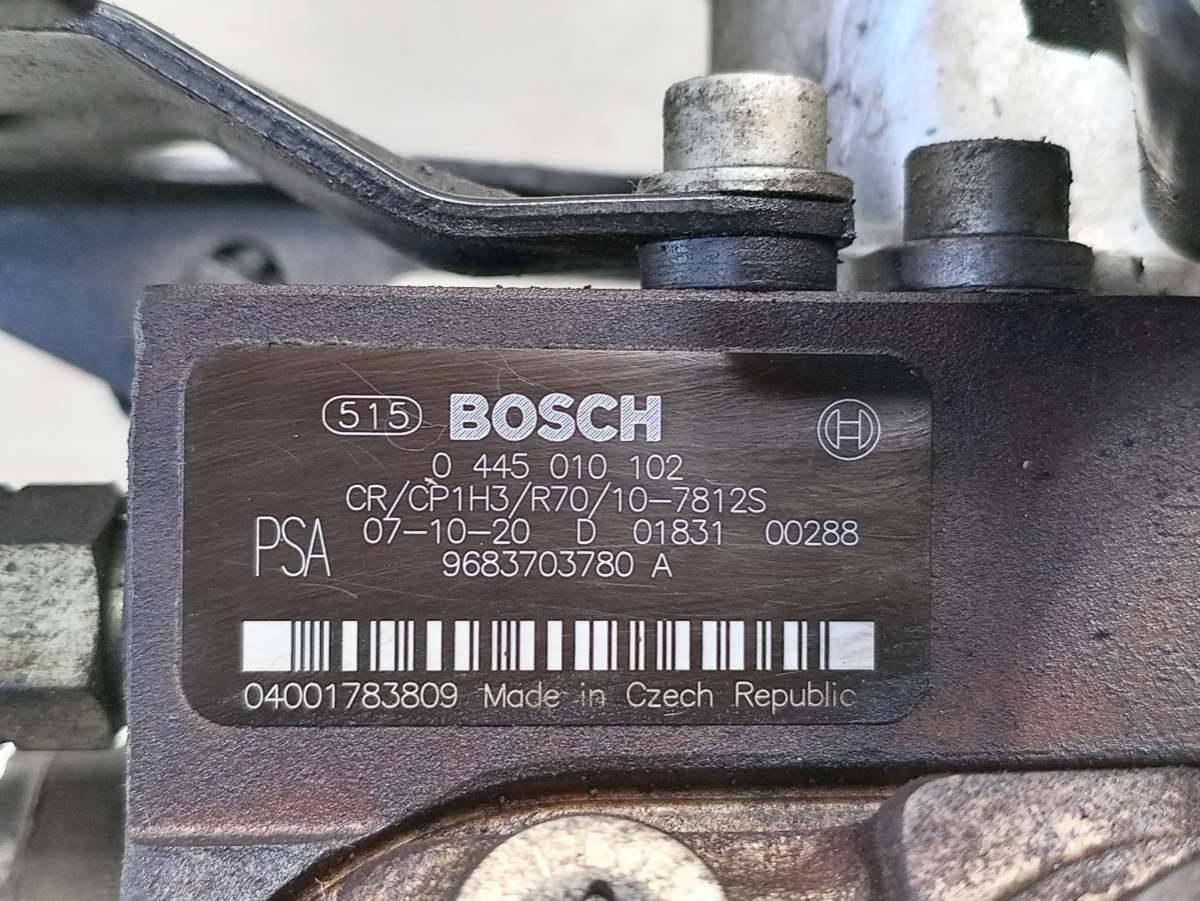 515 BOSCH
0 445 010 102
CR/CP1H3/R70/10-7812S
PSA 07-10-20 D 01831 00288
9683703780 A
04001783809 Made in Czech Republic